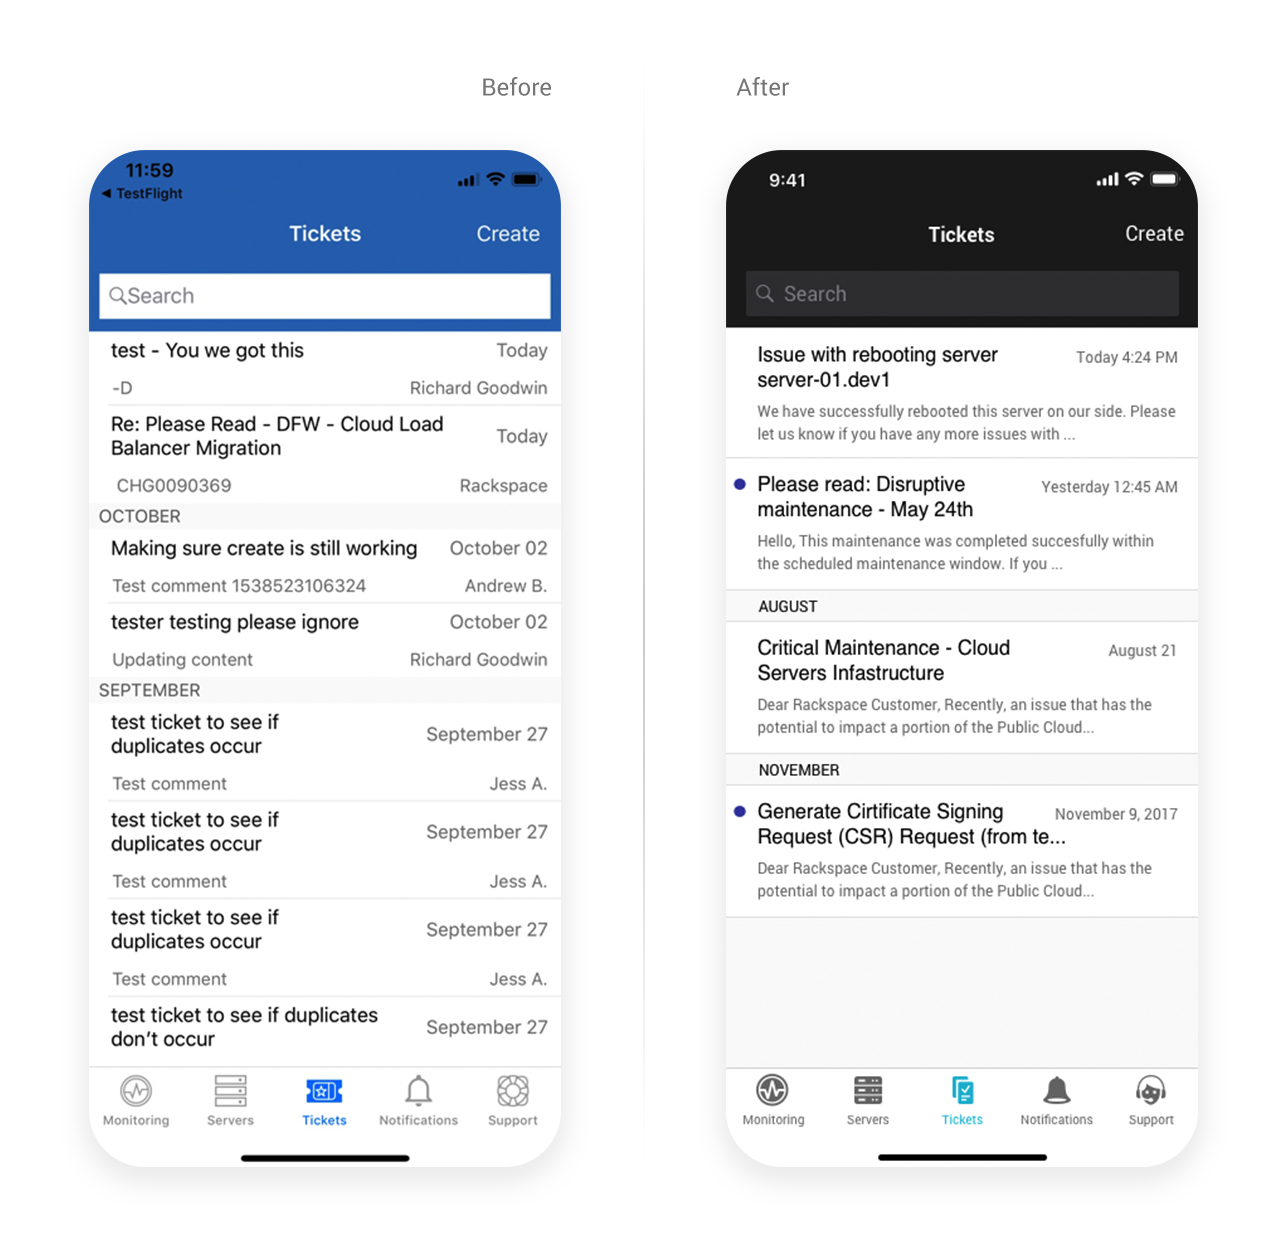 Before
11:59
TestFlight
Tickets
Create
Search
test - You we got this
Today
-D
Richard Goodwin
Re: Please Read - DFW - Cloud Load
Balancer Migration
Today
CHG0090369
Rackspace
OCTOBER
Making sure create is still working
October 02
Test comment 1538523106324
Andrew B.
tester testing please ignore
October 02
Updating content
Richard Goodwin
SEPTEMBER
test ticket to see if
duplicates occur
September 27
Test comment
Jess A.
test ticket to see if
duplicates occur
September 27
Test comment
Jess A.
test ticket to see if
duplicates occur
September 27
Test comment
Jess A.
test ticket to see if duplicates
don't occur
September 27
Monitoring
Servers
Tickets
Notifications
Support
After
9:41
Tickets
Create
Search
Issue with rebooting server
server-01.dev1
Today 4:24 PM
We have successfully rebooted this server on our side. Please
let us know if you have any more issues with ...
Please read: Disruptive
maintenance - May 24th
Yesterday 12:45 AM
Hello, This maintenance was completed succesfully within
the scheduled maintenance window. If you ...
AUGUST
Critical Maintenance - Cloud
Servers Infastructure
August 21
Dear Rackspace Customer, Recently, an issue that has the
potential to impact a portion of the Public Cloud...
NOVEMBER
Generate Cirtificate Signing
Request (CSR) Request (from te...
November 9, 2017
Dear Rackspace Customer, Recently, an issue that has the
potential to impact a portion of the Public Cloud...
Monitoring
Servers
Tickets
Notifications
Support